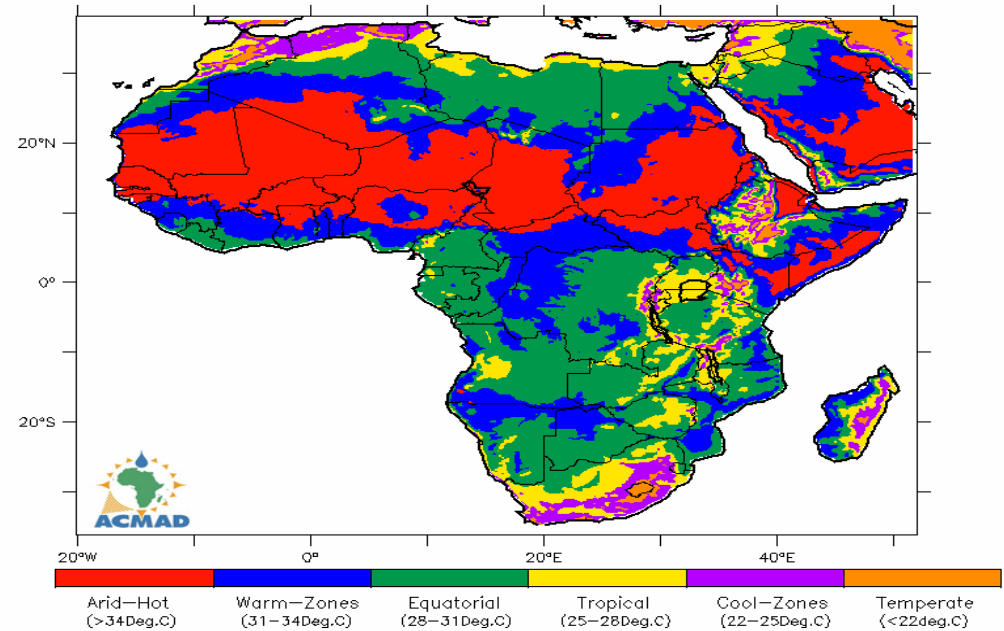 20°N
0°
20°S
ACMAD
20°W 0° 20°E 40°E
Arid-Hot Warm-Zones Equatorial Tropical Cool-Zones Temperate
(>34Deg.C) (31-34Deg.C) (28-31Deg.C) (25-28Deg.C) (22-25Deg.C) (<22deg.C)